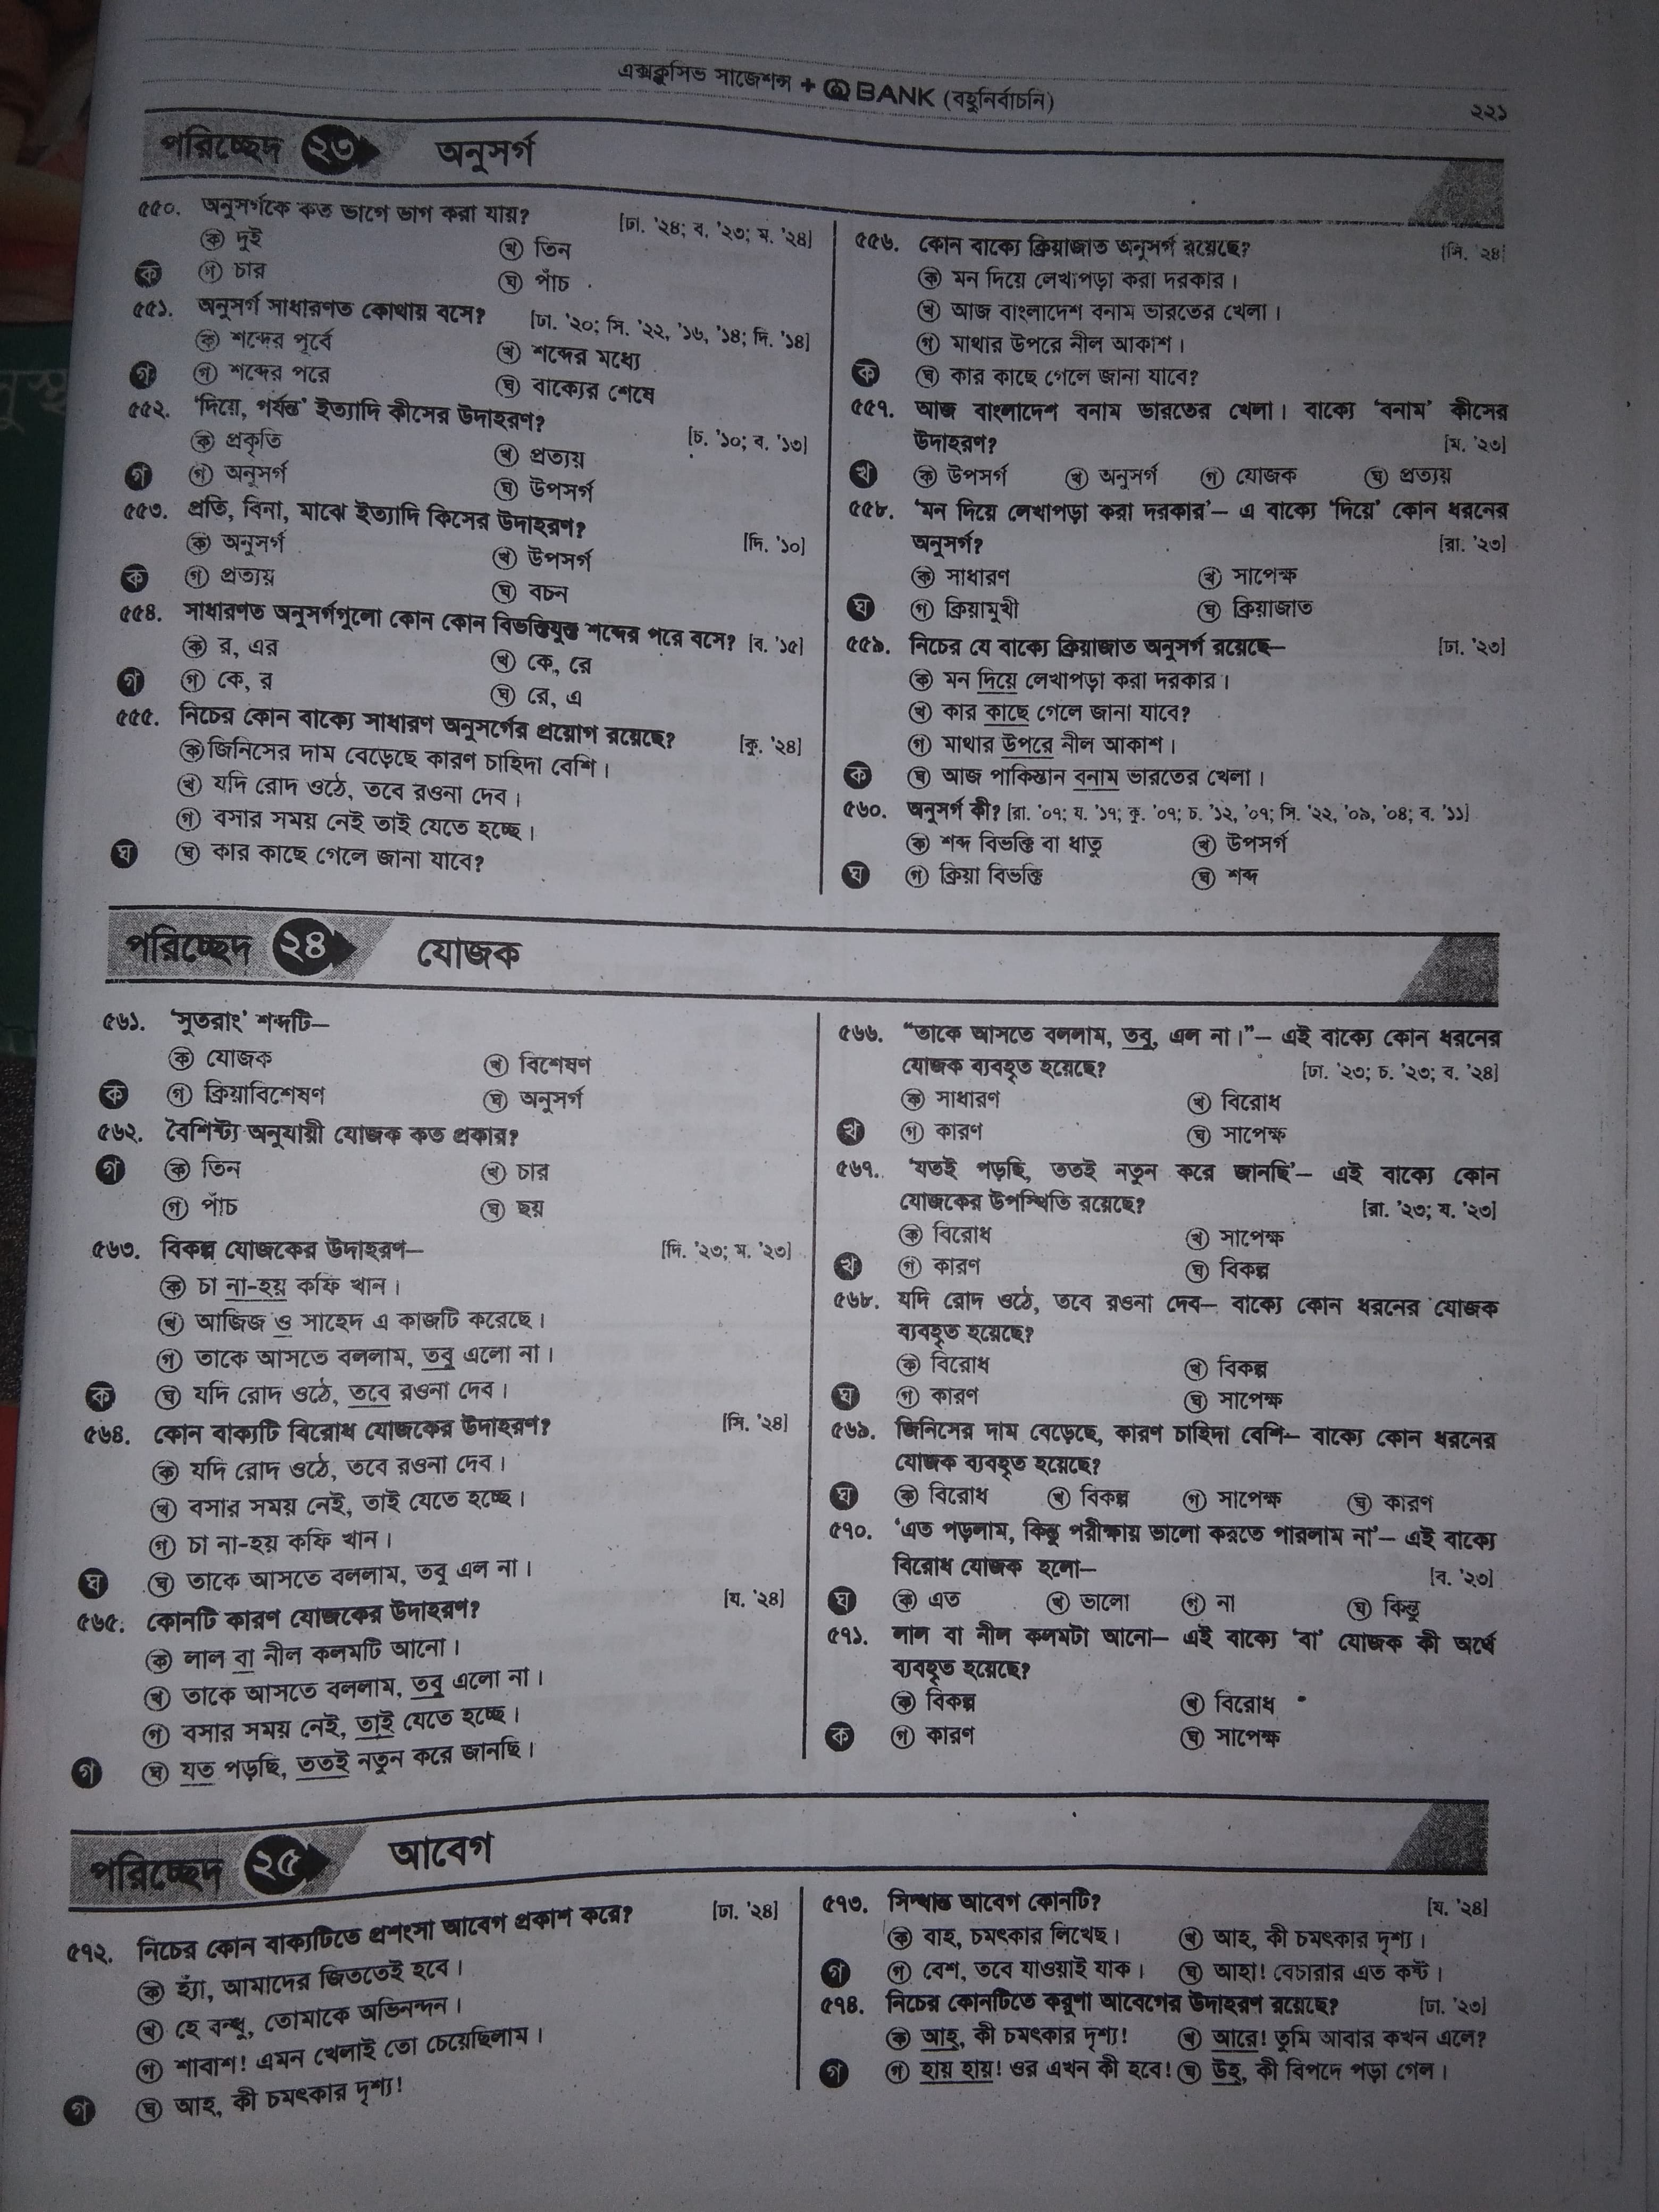 এক্সক্লুসিভ সাজেশন্স + Q BANK (বহুনির্বাচনি)
২২১
পরিচ্ছেদ ২৩ অনুসর্গ
৫৫০. অনুসর্গকে কত ভাগে ভাগ করা যায়? [ঢা. '২৪; ব. '২৩; ম. '২৪]
ক দুই খ তিন
ক গ চার ঘ পাঁচ
৫৫১. অনুসর্গ সাধারণত কোথায় বসে? [ঢা. '২০; সি. '২২, '১৬, '১৪; দি. '১৪]
ক শব্দের পূর্বে খ শব্দের মধ্যে
গ গ শব্দের পরে ঘ বাক্যের শেষে
৫৫২. 'দিয়ে, পর্যন্ত' ইত্যাদি কীসের উদাহরণ? [চ. '১০; ব. '১৩]
ক প্রকৃতি খ প্রত্যয়
গ গ অনুসর্গ ঘ উপসর্গ
৫৫৩. প্রতি, বিনা, মাঝে ইত্যাদি কিসের উদাহরণ? [দি. '১০]
ক অনুসর্গ খ উপসর্গ
ক গ প্রত্যয় ঘ বচন
৫৫৪. সাধারণত অনুসর্গগুলো কোন কোন বিভক্তিযুক্ত শব্দের পরে বসে? [ব. '১৫]
ক র, এর খ কে, রে
গ গ কে, র ঘ রে, এ
৫৫৫. নিচের কোন বাক্যে সাধারণ অনুসর্গের প্রয়োগ রয়েছে? [কু. '২৪]
ক জিনিসের দাম বেড়েছে কারণ চাহিদা বেশি।
খ যদি রোদ ওঠে, তবে রওনা দেব।
গ বসার সময় নেই তাই যেতে হচ্ছে।
ঘ ঘ কার কাছে গেলে জানা যাবে?
৫৫৬. কোন বাক্যে ক্রিয়াজাত অনুসর্গ রয়েছে? [সি. '২৪]
ক মন দিয়ে লেখাপড়া করা দরকার।
খ আজ বাংলাদেশ বনাম ভারতের খেলা।
গ মাথার উপরে নীল আকাশ।
ক ঘ কার কাছে গেলে জানা যাবে?
৫৫৭. আজ বাংলাদেশ বনাম ভারতের খেলা। বাক্যে 'বনাম' কীসের
উদাহরণ? [ম. '২৩]
খ ক উপসর্গ খ অনুসর্গ গ যোজক ঘ প্রত্যয়
৫৫৮. 'মন দিয়ে লেখাপড়া করা দরকার'– এ বাক্যে 'দিয়ে' কোন ধরনের
অনুসর্গ? [রা. '২৩]
ক সাধারণ খ সাপেক্ষ
ঘ গ ক্রিয়ামুখী ঘ ক্রিয়াজাত
৫৫৯. নিচের যে বাক্যে ক্রিয়াজাত অনুসর্গ রয়েছে– [ঢা. '২৩]
ক মন দিয়ে লেখাপড়া করা দরকার।
খ কার কাছে গেলে জানা যাবে?
গ মাথার উপরে নীল আকাশ।
ক ঘ আজ পাকিস্তান বনাম ভারতের খেলা।
৫৬০. অনুসর্গ কী? [রা. '০৭; য. '১৭; কু. '০৭; চ. '১২, '০৭; সি. '২২, '০৯, '০৪; ব. '১১]
ক শব্দ বিভক্তি বা ধাতু খ উপসর্গ
ঘ গ ক্রিয়া বিভক্তি ঘ শব্দ
পরিচ্ছেদ ২৪ যোজক
৫৬১. 'সুতরাং' শব্দটি–
ক যোজক খ বিশেষণ
ক গ ক্রিয়াবিশেষণ ঘ অনুসর্গ
৫৬২. বৈশিষ্ট্য অনুযায়ী যোজক কত প্রকার?
গ ক তিন খ চার
গ পাঁচ ঘ ছয়
৫৬৩. বিকল্প যোজকের উদাহরণ– [দি. '২৩; ম. '২৩]
ক চা না-হয় কফি খান।
খ আজিজ ও সাহেদ এ কাজটি করেছে।
গ তাকে আসতে বললাম, তবু এলো না।
ক ঘ যদি রোদ ওঠে, তবে রওনা দেব।
৫৬৪. কোন বাক্যটি বিরোধ যোজকের উদাহরণ? [সি. '২৪]
ক যদি রোদ ওঠে, তবে রওনা দেব।
খ বসার সময় নেই, তাই যেতে হচ্ছে।
গ চা না-হয় কফি খান।
ঘ ঘ তাকে আসতে বললাম, তবু এল না।
৫৬৫. কোনটি কারণ যোজকের উদাহরণ? [য. '২৪]
ক লাল বা নীল কলমটি আনো।
খ তাকে আসতে বললাম, তবু এলো না।
গ বসার সময় নেই, তাই যেতে হচ্ছে।
গ ঘ যত পড়ছি, ততই নতুন করে জানছি।
৫৬৬. “তাকে আসতে বললাম, তবু, এল না।”– এই বাক্যে কোন ধরনের
যোজক ব্যবহৃত হয়েছে? [ঢা. '২৩; চ. '২৩; ব. '২৪]
ক সাধারণ খ বিরোধ
খ গ কারণ ঘ সাপেক্ষ
৫৬৭. 'যতই পড়ছি, ততই নতুন করে জানছি'– এই বাক্যে কোন
যোজকের উপস্থিতি রয়েছে? [রা. '২৩; য. '২৩]
ক বিরোধ খ সাপেক্ষ
খ গ কারণ ঘ বিকল্প
৫৬৮. যদি রোদ ওঠে, তবে রওনা দেব– বাক্যে কোন ধরনের যোজক
ব্যবহৃত হয়েছে?
ক বিরোধ খ বিকল্প
ঘ গ কারণ ঘ সাপেক্ষ
৫৬৯. জিনিসের দাম বেড়েছে, কারণ চাহিদা বেশি– বাক্যে কোন ধরনের
যোজক ব্যবহৃত হয়েছে?
ঘ ক বিরোধ খ বিকল্প গ সাপেক্ষ ঘ কারণ
৫৭০. 'এত পড়লাম, কিন্তু পরীক্ষায় ভালো করতে পারলাম না'– এই বাক্যে
বিরোধ যোজক হলো– [ব. '২৩]
ঘ ক এত খ ভালো গ না ঘ কিন্তু
৫৭১. লাল বা নীল কলমটা আনো– এই বাক্যে 'বা' যোজক কী অর্থে
ব্যবহৃত হয়েছে?
ক বিকল্প খ বিরোধ
ক গ কারণ ঘ সাপেক্ষ
পরিচ্ছেদ ২৫ আবেগ
৫৭২. নিচের কোন বাক্যটিতে প্রশংসা আবেগ প্রকাশ করে? [ঢা. '২৪]
ক হ্যাঁ, আমাদের জিততেই হবে।
খ হে বন্ধু, তোমাকে অভিনন্দন।
গ শাবাশ! এমন খেলাই তো চেয়েছিলাম।
গ ঘ আহ, কী চমৎকার দৃশ্য!
৫৭৩. সিদ্ধান্ত আবেগ কোনটি? [য. '২৪]
ক বাহ, চমৎকার লিখেছ। খ আহ, কী চমৎকার দৃশ্য।
গ গ বেশ, তবে যাওয়াই যাক। ঘ আহা! বেচারার এত কষ্ট।
৫৭৪. নিচের কোনটিতে করুণা আবেগের উদাহরণ রয়েছে? [ঢা. '২৩]
ক আহ, কী চমৎকার দৃশ্য! খ আরে! তুমি আবার কখন এলে?
গ গ হায় হায়! ওর এখন কী হবে! ঘ উহ, কী বিপদে পড়া গেল।